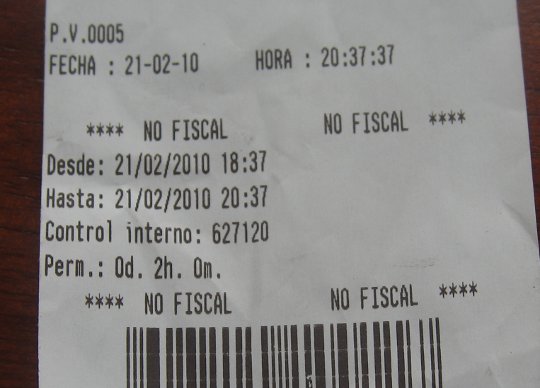 P.V.0005
FECHA : 21-02-10 HORA : 20:37:37
**** NO FISCAL NO FISCAL ****
Desde: 21/02/2010 18:37
Hasta: 21/02/2010 20:37
Control interno: 627120
Perm.: 0d. 2h. 0m.
**** NO FISCAL NO FISCAL ****